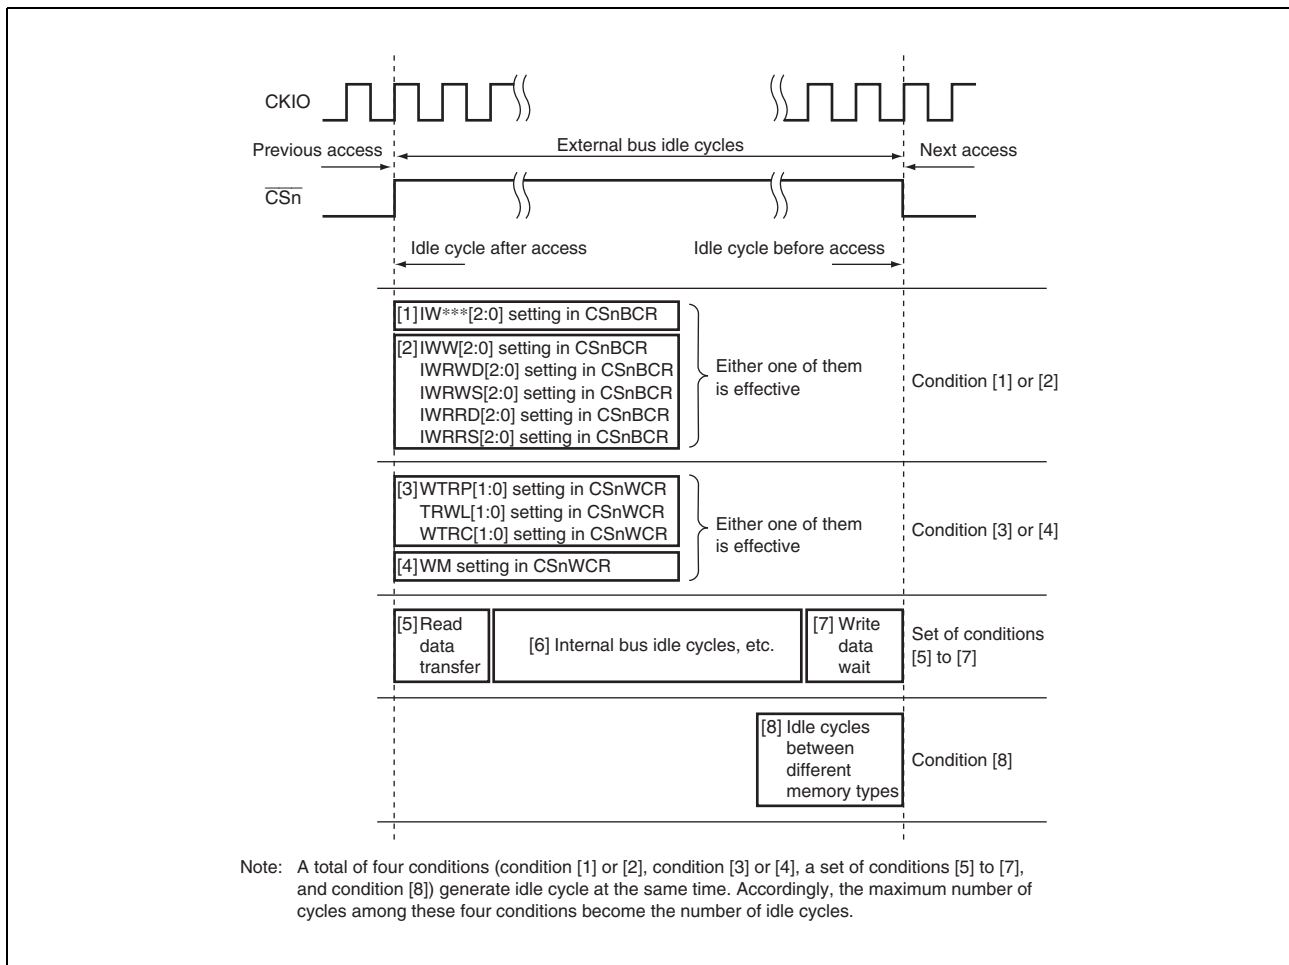 CKIO
Previous access
External bus idle cycles
Next access
CSn
Idle cycle after access
Idle cycle before access
[1] IW***[2:0] setting in CSnBCR
[2] IWW[2:0] setting in CSnBCR
IWRWD[2:0] setting in CSnBCR
IWRWS[2:0] setting in CSnBCR
IWRRD[2:0] setting in CSnBCR
IWRRS[2:0] setting in CSnBCR
Either one of them
is effective
Condition [1] or [2]
[3] WTRP[1:0] setting in CSnWCR
TRWL[1:0] setting in CSnWCR
WTRC[1:0] setting in CSnWCR
[4] WM setting in CSnWCR
Either one of them
is effective
Condition [3] or [4]
[5] Read
data
transfer
[6] Internal bus idle cycles, etc.
[7] Write
data
wait
Set of conditions
[5] to [7]
[8] Idle cycles
between
different
memory types
Condition [8]
Note: A total of four conditions (condition [1] or [2], condition [3] or [4], a set of conditions [5] to [7],
and condition [8]) generate idle cycle at the same time. Accordingly, the maximum number of
cycles among these four conditions become the number of idle cycles.